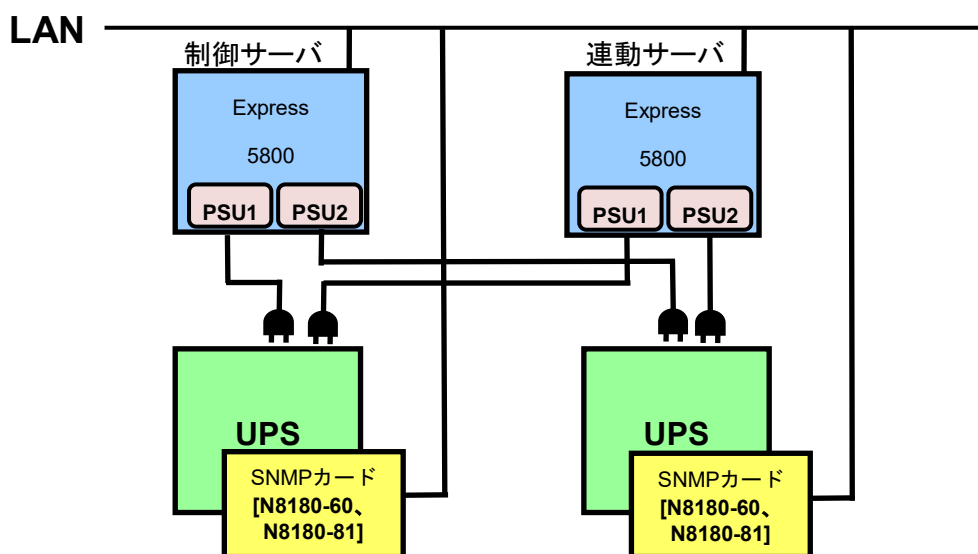 LAN
制御サーバ
連動サーバ
Express
5800
PSU1
PSU2
Express
5800
PSU1
PSU2
UPS
SNMPカード
[N8180-60、
N8180-81]
UPS
SNMPカード
[N8180-60、
N8180-81]